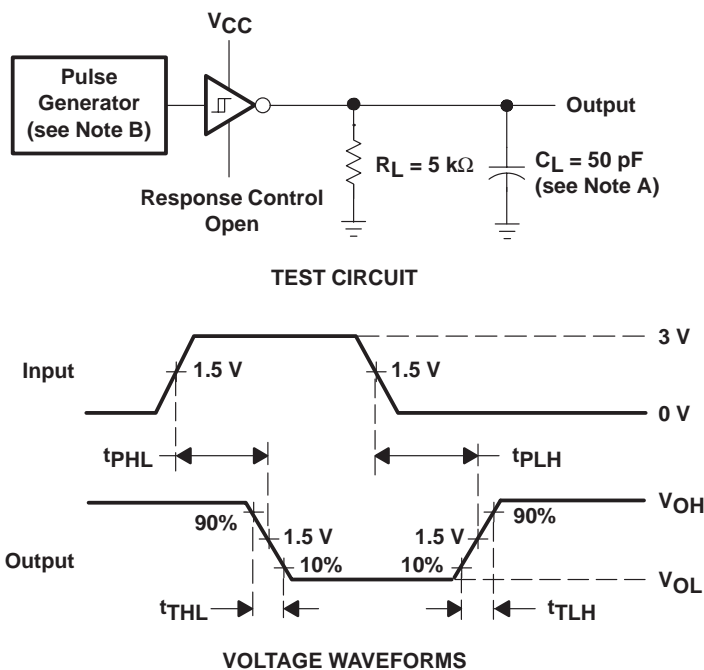 VCC
Pulse
Generator
(see Note B)
Output
RL = 5 kΩ
CL = 50 pF
(see Note A)
Response Control
Open
TEST CIRCUIT
3 V
Input
1.5 V
1.5 V
0 V
tPHL
tPLH
VOH
90%
90%
1.5 V
1.5 V
Output
10%
10%
VOL
tTHL
tTLH
VOLTAGE WAVEFORMS